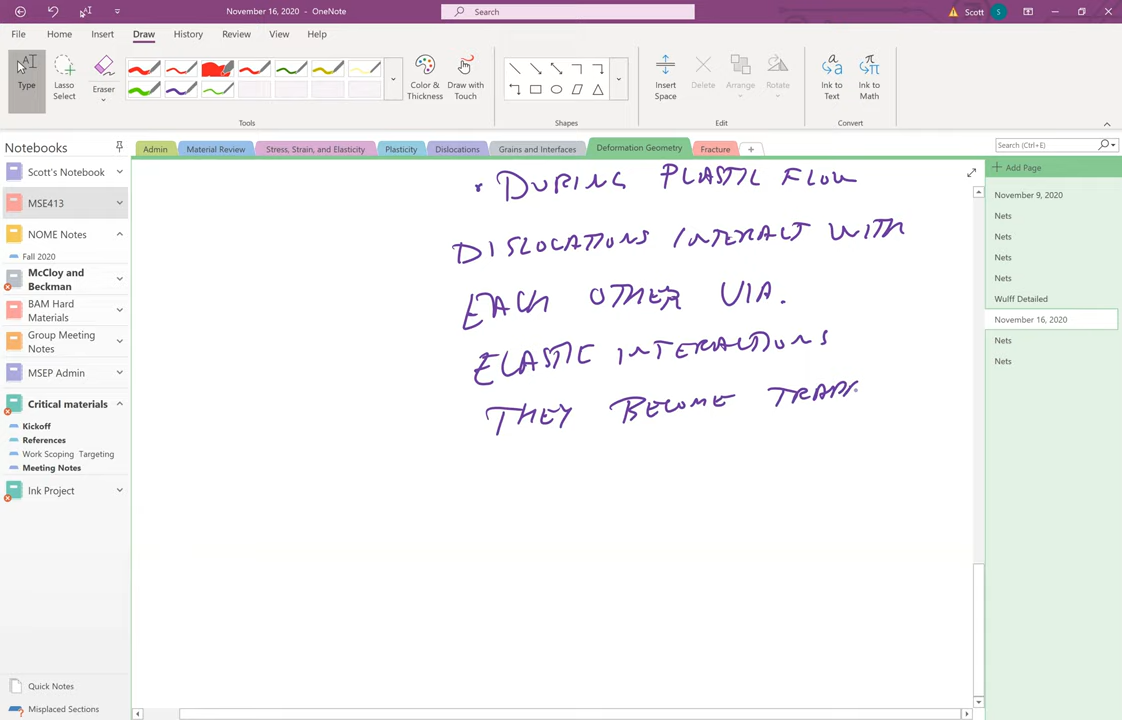 November 16, 2020 - OneNote
Search
Scott
S
File
Home
Insert
Draw
History
Review
View
Help
Type
Lasso Select
Eraser
Color & Thickness
Draw with Touch
Insert Space
Delete
Arrange
Rotate
Ink to Text
Ink to Math
Tools
Shapes
Edit
Convert
Notebooks
Admin
Material Review
Stress, Strain, and Elasticity
Plasticity
Dislocations
Grains and Interfaces
Deformation Geometry
Fracture
Search (Ctrl+E)
Scott's Notebook
MSE413
NOME Notes
Fall 2020
McCloy and Beckman
BAM Hard Materials
Group Meeting Notes
MSEP Admin
Critical materials
Kickoff
References
Work Scoping Targeting
Meeting Notes
Ink Project
Quick Notes
Misplaced Sections
• DURING PLASTIC FLOW
DISLOCATIONS INTERACT WITH
EACH OTHER VIA.
ELASTIC INTERACTIONS
THEY BECOME TRAPP
Add Page
November 9, 2020
Nets
Nets
Nets
Nets
Wulff Detailed
November 16, 2020
Nets
Nets